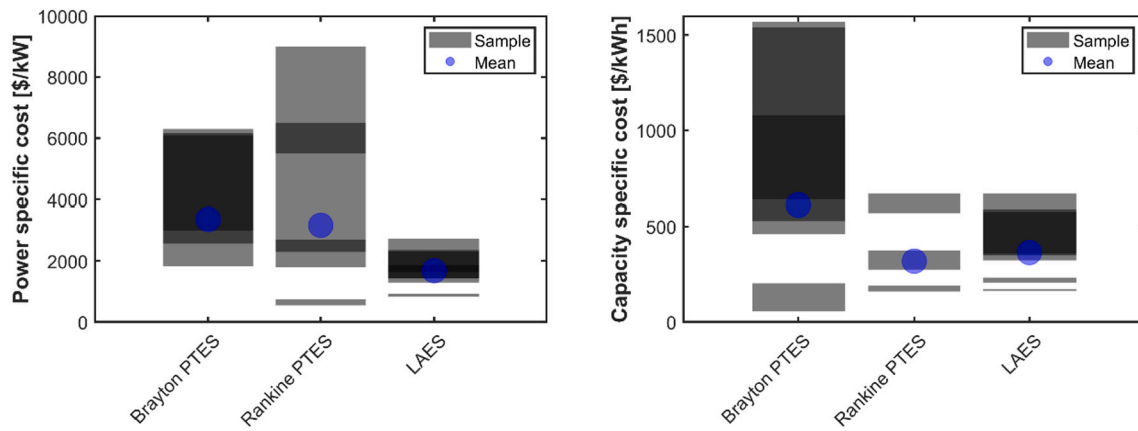 Power specific cost [$/kW]
10000
8000
6000
4000
2000
0
Sample
Mean
Brayton PTES
Rankine PTES
LAES
Capacity specific cost [$/kWh]
1500
1000
500
0
Sample
Mean
Brayton PTES
Rankine PTES
LAES